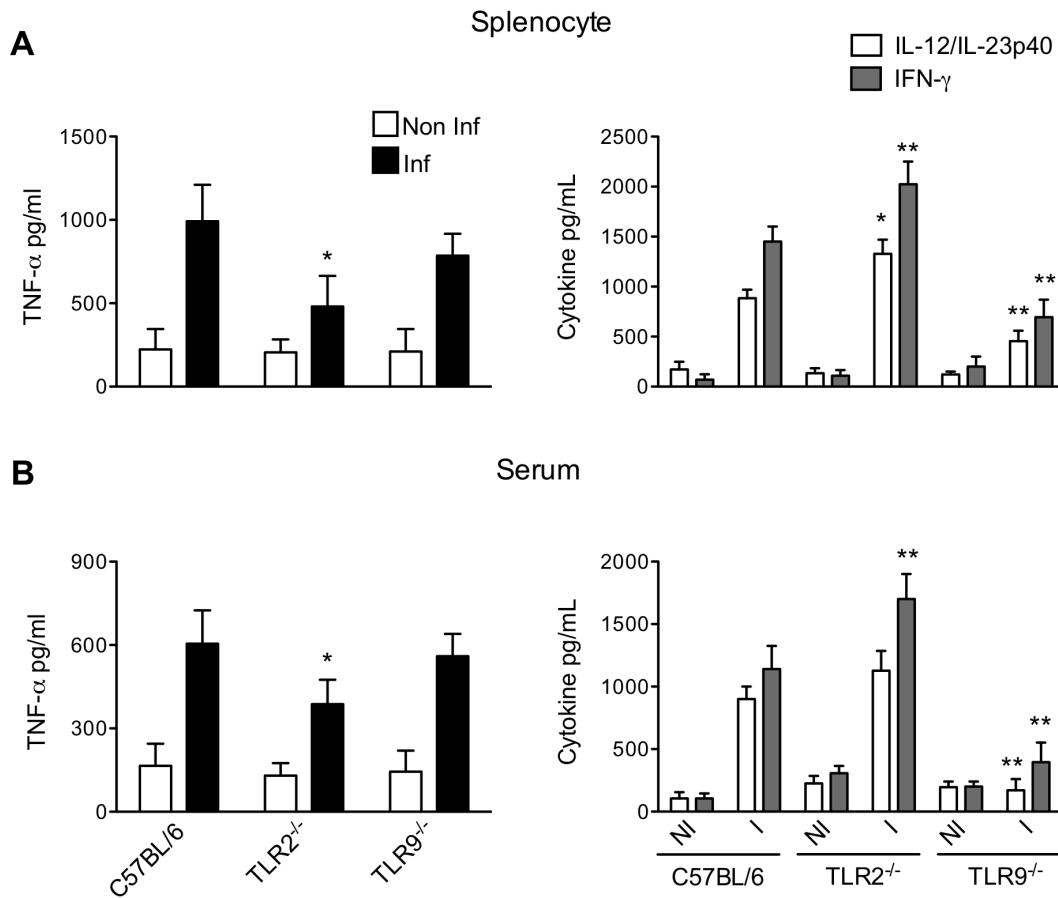 Splenocyte
A
IL-12/IL-23p40
IFN-γ
Non Inf
Inf
TNF-α pg/ml
1500
1000
500
0
*
Cytokine pg/mL
2500
2000
1500
1000
500
0
*
**
**
**
B
Serum
TNF-α pg/ml
900
600
300
0
*
C57BL/6
TLR2-/-
TLR9-/-
Cytokine pg/mL
2000
1500
1000
500
0
**
**
**
NI I NI I NI I
C57BL/6 TLR2-/- TLR9-/-